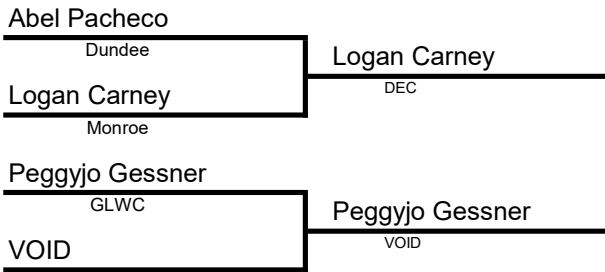 Abel Pacheco
Dundee
Logan Carney
DEC
Logan Carney
Monroe
Peggyjo Gessner
GLWC
Peggyjo Gessner
VOID
VOID